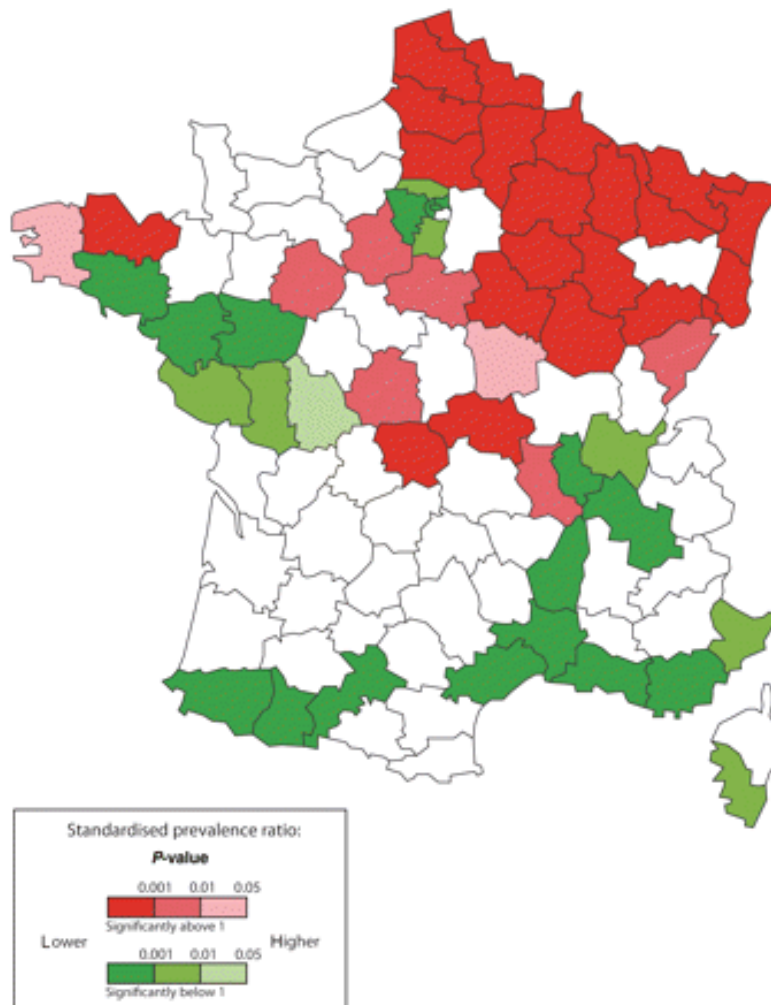 Standardised prevalence ratio:
P-value
0.001 0.01 0.05
Significantly above 1
Lower Higher
0.001 0.01 0.05
Significantly below 1